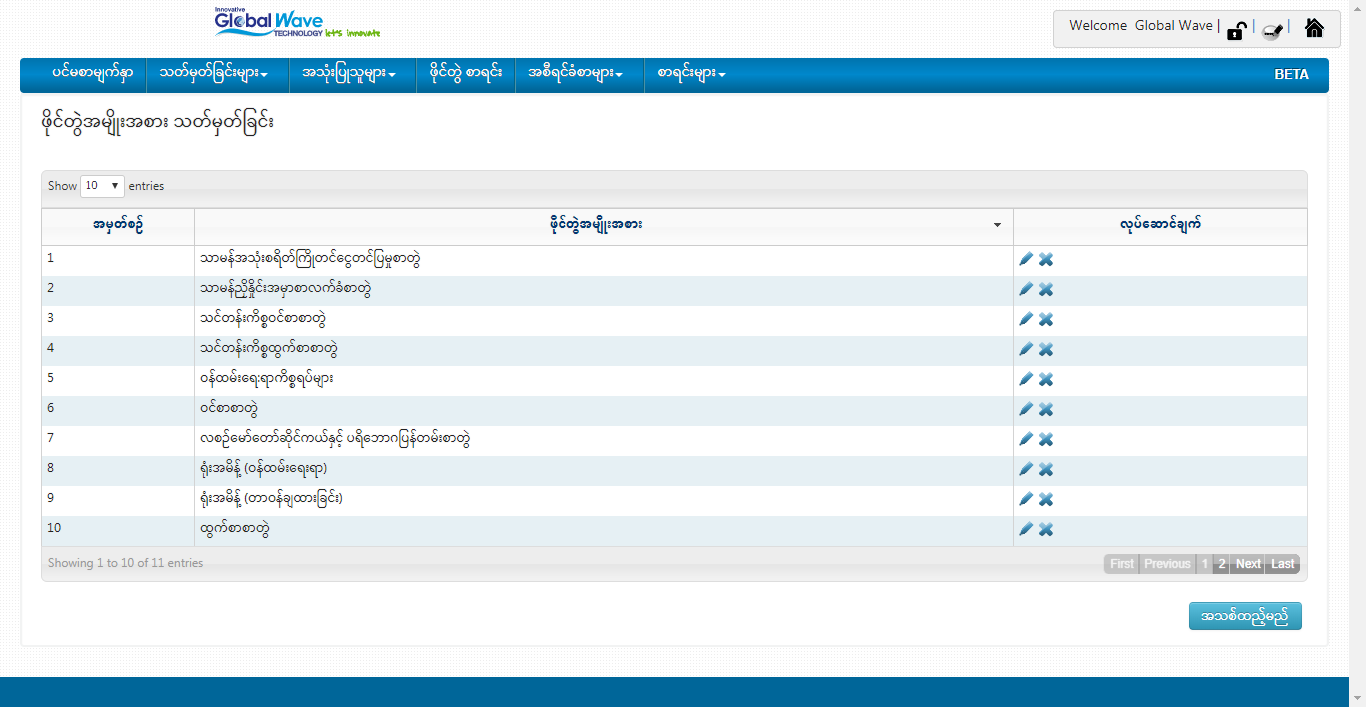 Innovative
Global Wave
TECHNOLOGY let's innovate
Welcome Global Wave | | |
ပင်မစာမျက်နှာ သတ်မှတ်ခြင်းများ အသုံးပြုသူများ ဖိုင်တွဲ စာရင်း အစီရင်ခံစာများ စာရင်းများ BETA
ဖိုင်တွဲအမျိုးအစား သတ်မှတ်ခြင်း
Show 10 entries
အမှတ်စဉ် ဖိုင်တွဲအမျိုးအစား လုပ်ဆောင်ချက်
1 သာမန်အသုံးစရိတ်ကြိုတင်ငွေတင်ပြမှုစာတွဲ
2 သာမန်ညှိနှိုင်းအမှာစာလက်ခံစာတွဲ
3 သင်တန်းကိစ္စဝင်စာစာတွဲ
4 သင်တန်းကိစ္စထွက်စာစာတွဲ
5 ဝန်ထမ်းရေးရာကိစ္စရပ်များ
6 ဝင်စာစာတွဲ
7 လစဉ်မော်တော်ဆိုင်ကယ်နှင့် ပရိဘောဂပြန်တမ်းစာတွဲ
8 ရုံးအမိန့် (ဝန်ထမ်းရေးရာ)
9 ရုံးအမိန့် (တာဝန်ချထားခြင်း)
10 ထွက်စာစာတွဲ
Showing 1 to 10 of 11 entries First Previous 1 2 Next Last
အသစ်ထည့်မည်